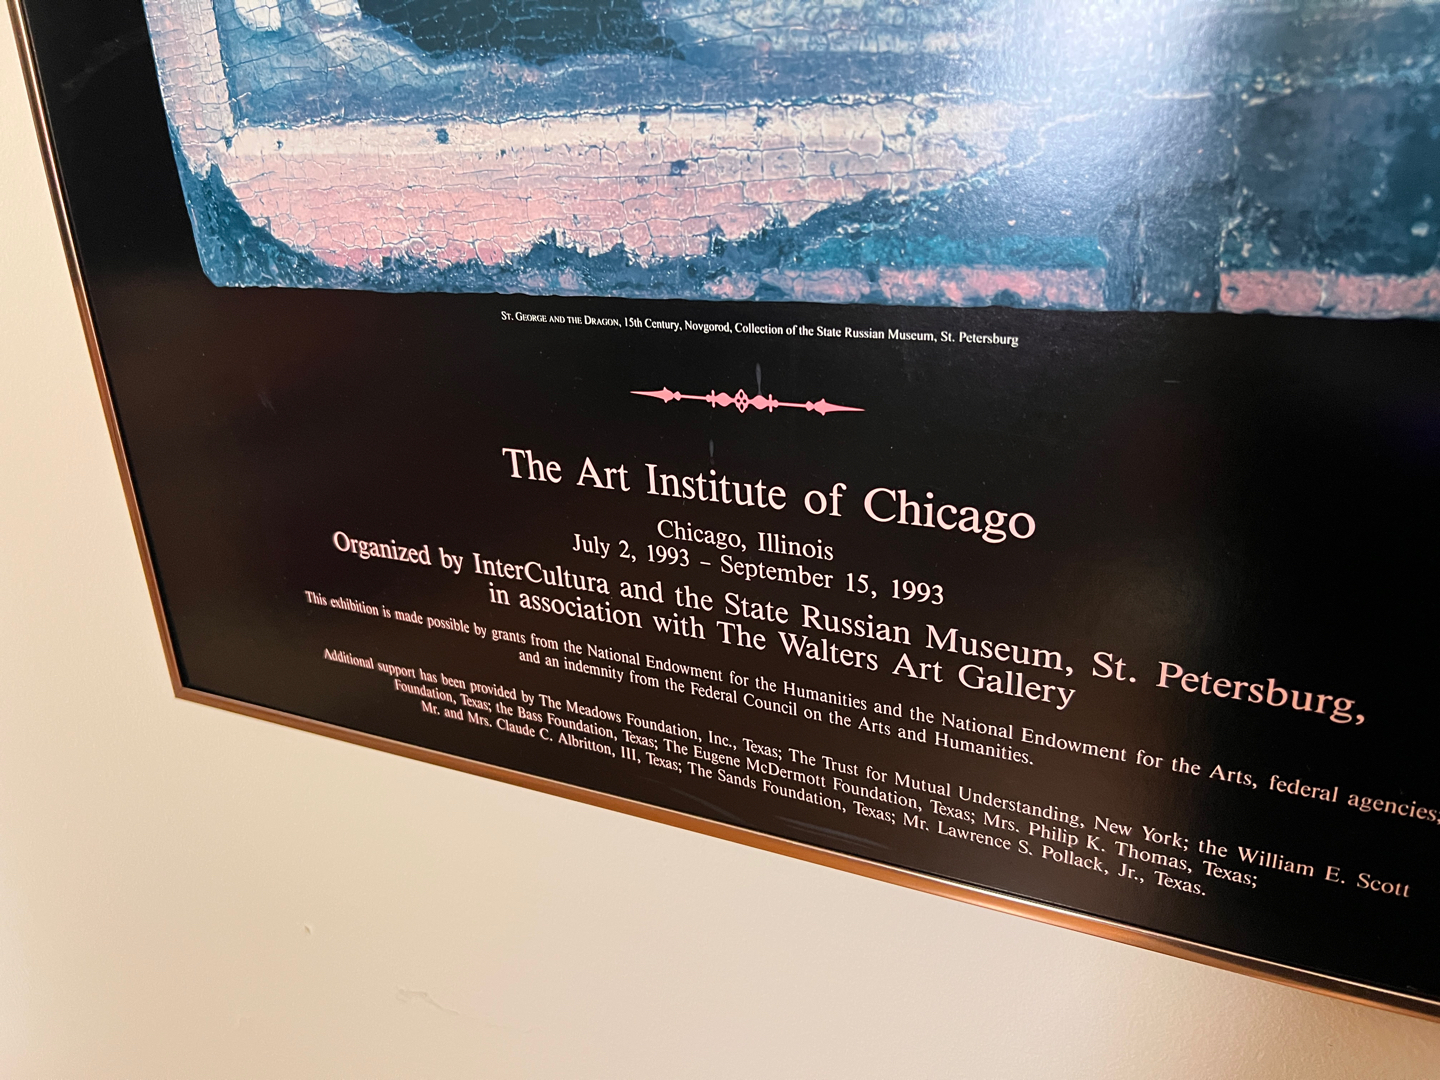 St. George and the Dragon, 15th Century, Novgorod, Collection of the State Russian Museum, St. Petersburg
The Art Institute of Chicago
Chicago, Illinois
July 2, 1993 – September 15, 1993
Organized by InterCultura and the State Russian Museum, St. Petersburg,
in association with The Walters Art Gallery
This exhibition is made possible by grants from the National Endowment for the Humanities and the National Endowment for the Arts, federal agencies;
and an indemnity from the Federal Council on the Arts and Humanities.
Additional support has been provided by The Meadows Foundation, Inc., Texas; The Trust for Mutual Understanding, New York; the William E. Scott
Foundation, Texas; the Bass Foundation, Texas; The Eugene McDermott Foundation, Texas; Mrs. Philip K. Thomas, Texas;
Mr. and Mrs. Claude C. Albritton, III, Texas; The Sands Foundation, Texas; Mr. Lawrence S. Pollack, Jr., Texas.